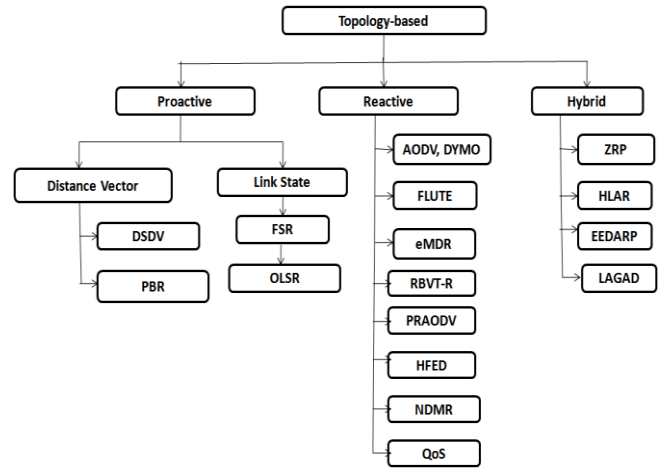 Topology-based
Proactive
Reactive
Hybrid
Distance Vector
Link State
DSDV
PBR
FSR
OLSR
AODV, DYMO
FLUTE
eMDR
RBVT-R
PRAODV
HFED
NDMR
QoS
ZRP
HLAR
EEDARP
LAGAD